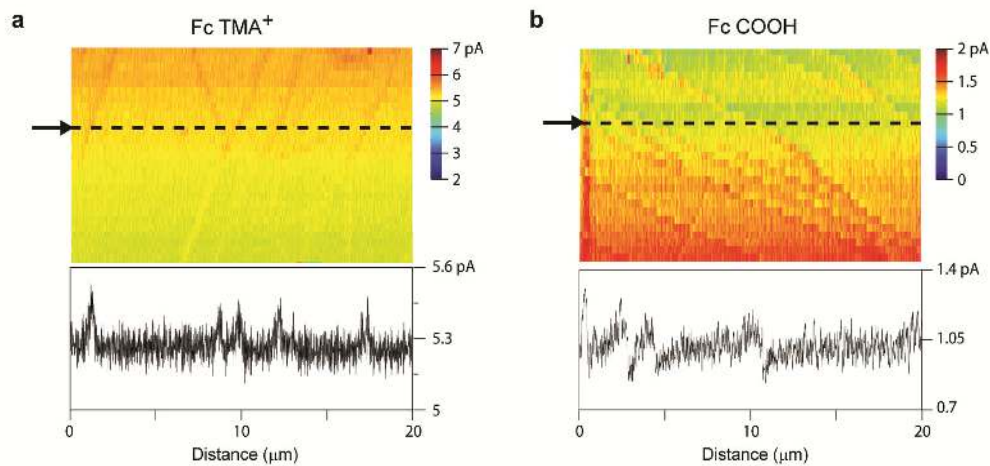 a
Fc TMA⁺
7 pA
6
5
4
3
2
5.6 pA
5.3
5
0
10
20
Distance (μm)
b
Fc COOH
2 pA
1.5
1
0.5
0
1.4 pA
1.05
0.7
0
10
20
Distance (μm)